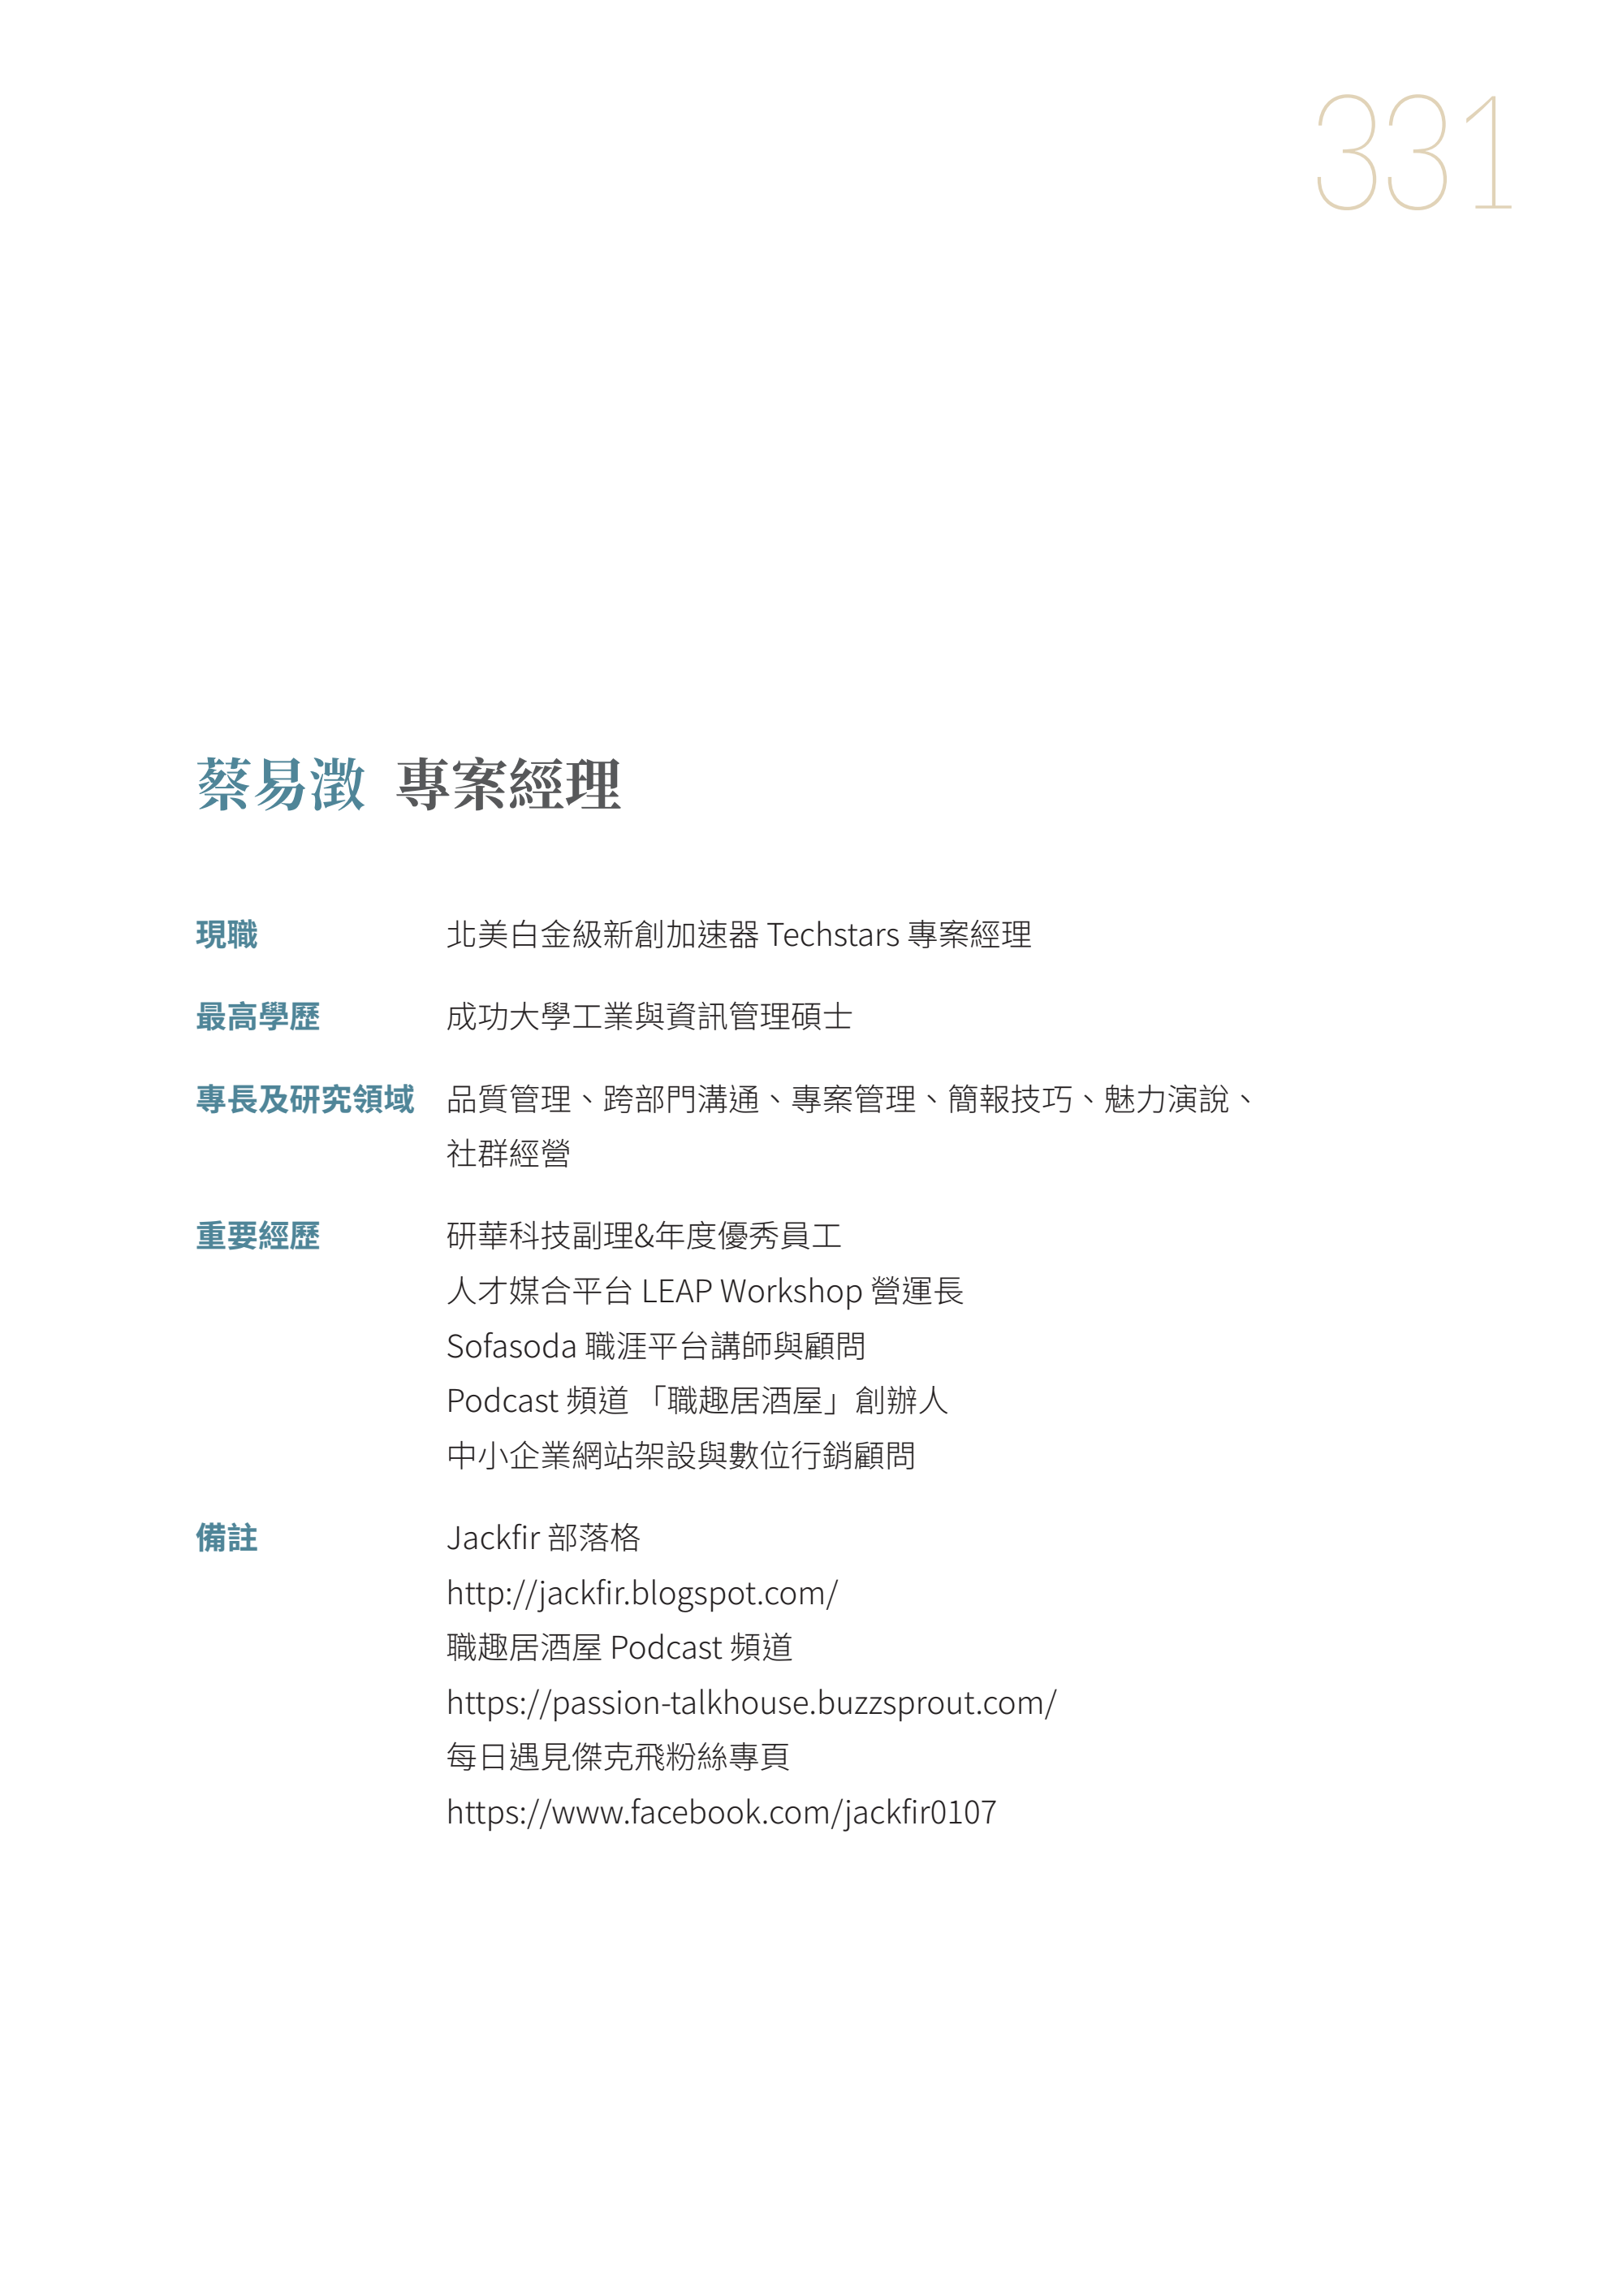 331
蔡易澂 專案經理
現職 北美白金級新創加速器 Techstars 專案經理
最高學歷 成功大學工業與資訊管理碩士
專長及研究領域 品質管理、跨部門溝通、專案管理、簡報技巧、魅力演說、
社群經營
重要經歷 研華科技副理&年度優秀員工
人才媒合平台 LEAP Workshop 營運長
Sofasoda 職涯平台講師與顧問
Podcast 頻道 「職趣居酒屋」創辦人
中小企業網站架設與數位行銷顧問
備註 Jackfir 部落格
http://jackfir.blogspot.com/
職趣居酒屋 Podcast 頻道
https://passion-talkhouse.buzzsprout.com/
每日遇見傑克飛粉絲專頁
https://www.facebook.com/jackfir0107